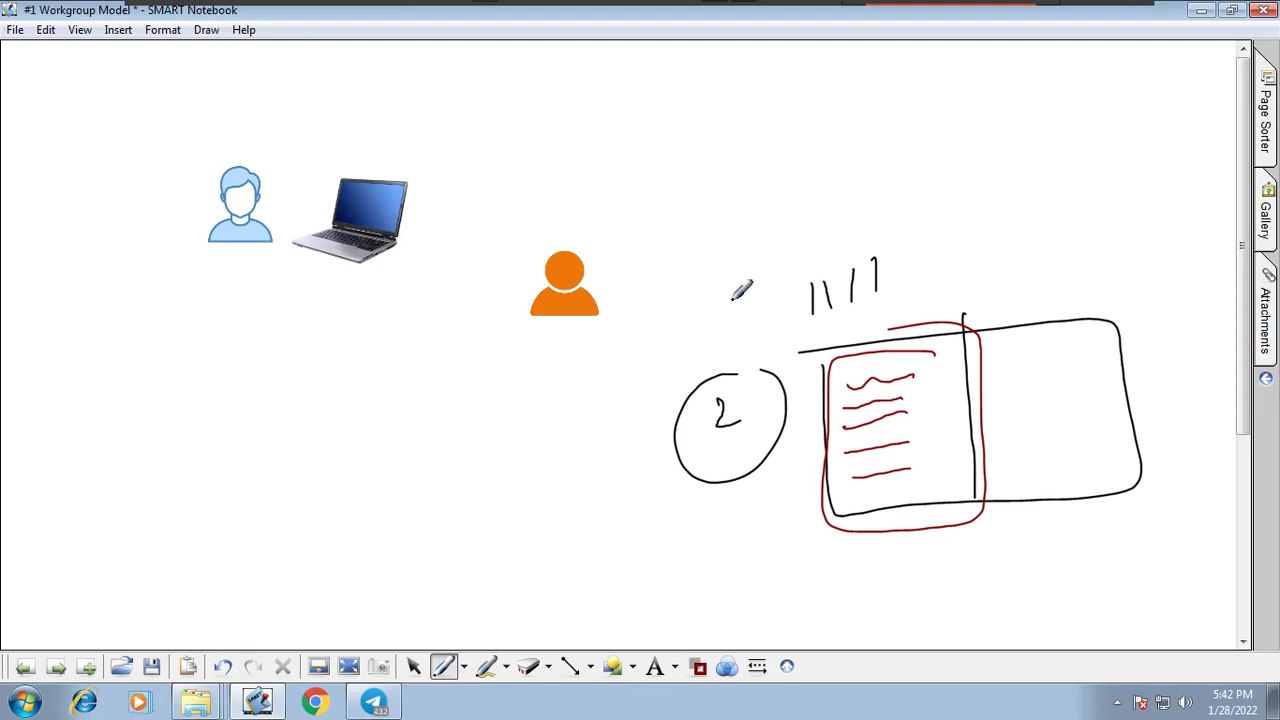 #1 Workgroup Model * - SMART Notebook
File Edit View Insert Format Draw Help
Page Sorter
Gallery
Attachments
2
A
432
5:42 PM
1/28/2022